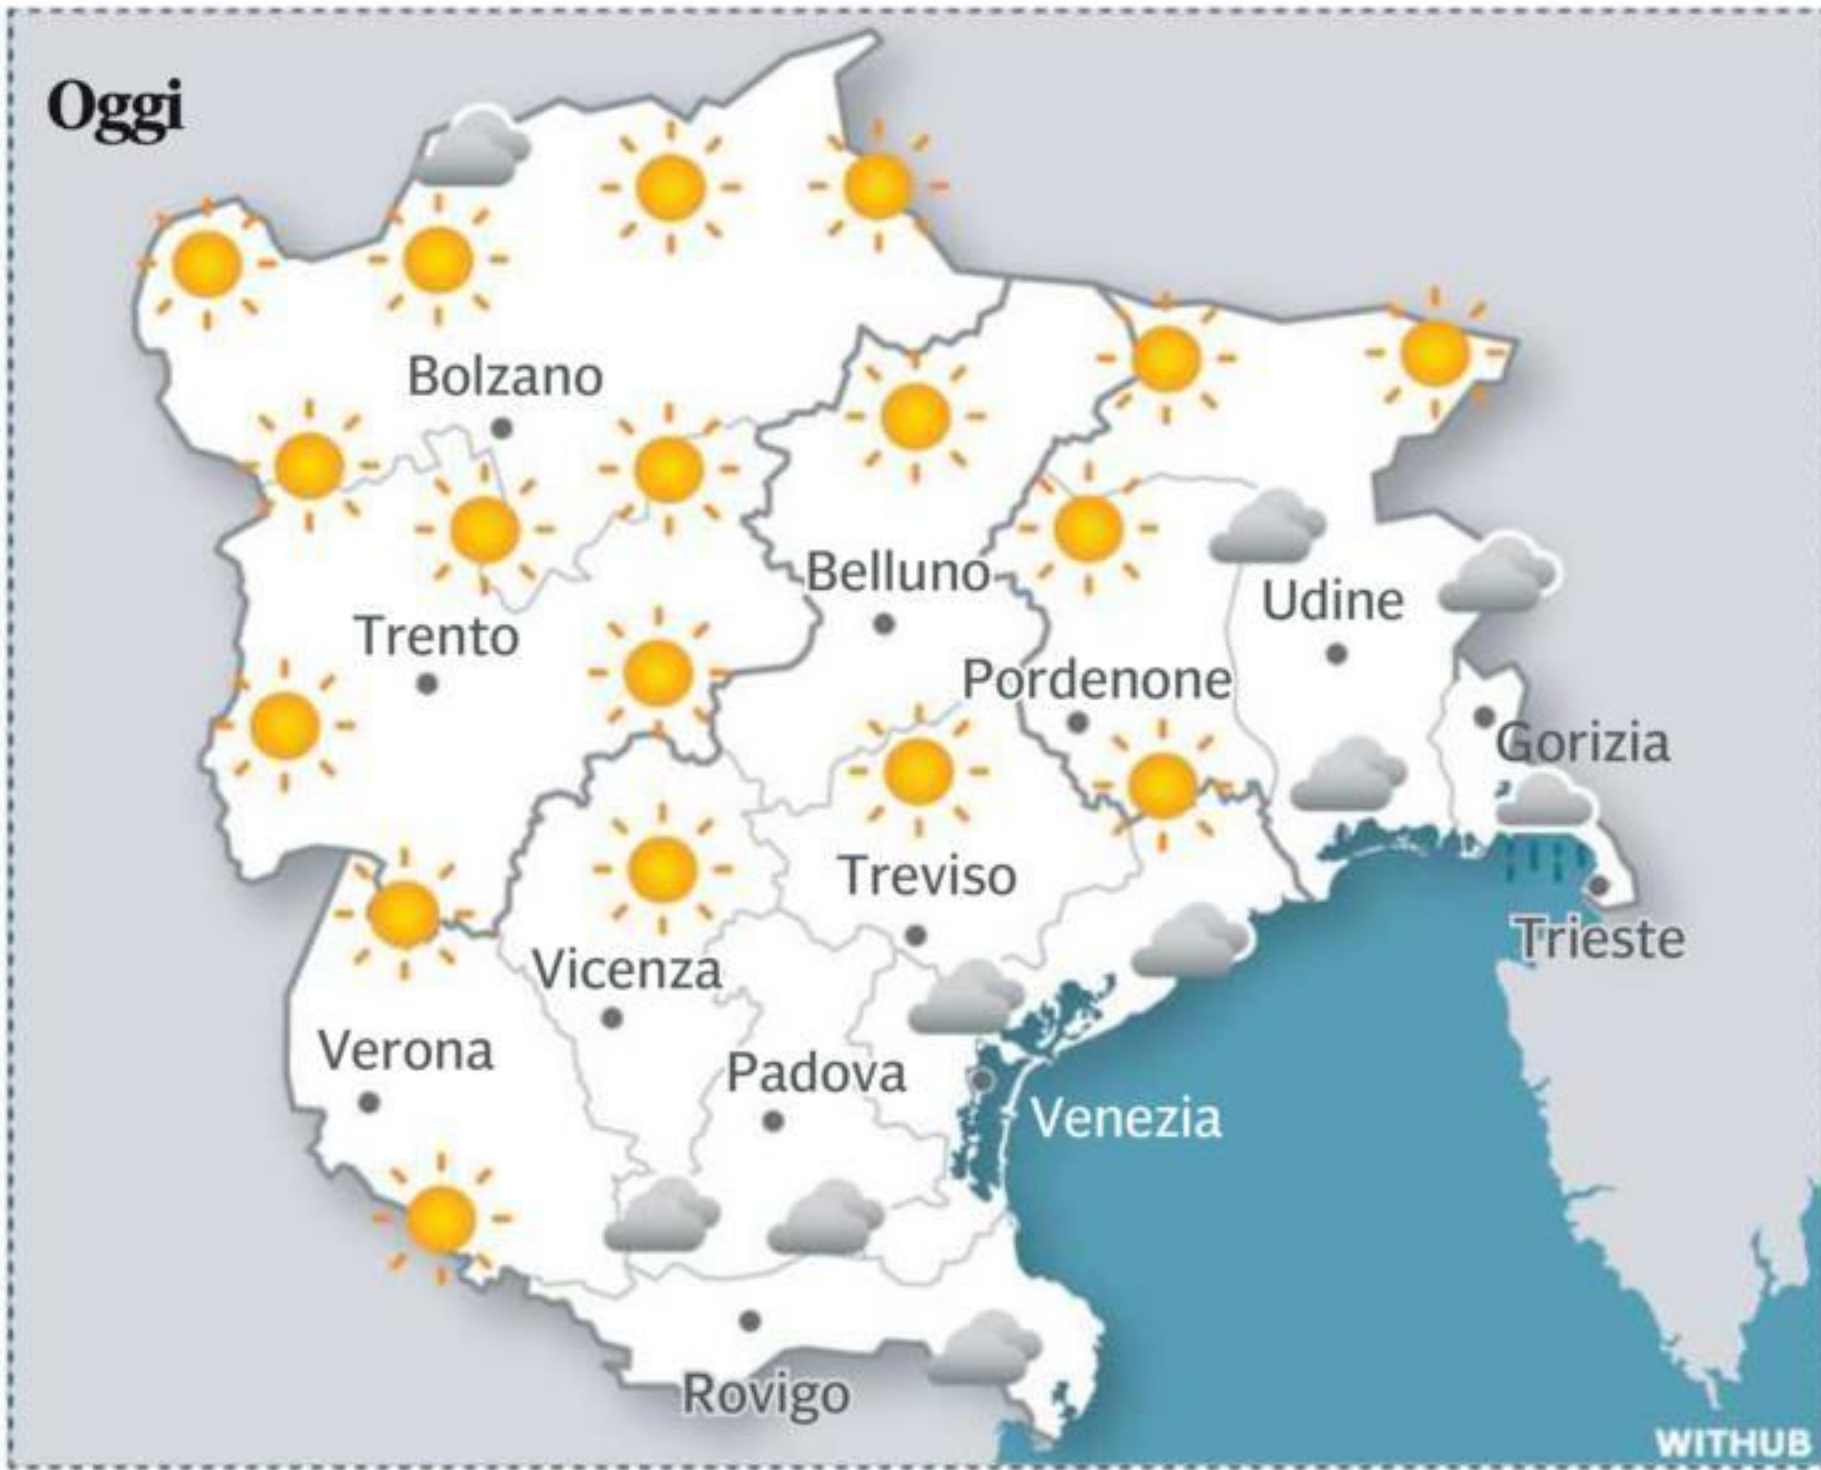 Oggi
Bolzano
Belluno
Udine
Trento
Pordenone
Gorizia
Treviso
Trieste
Vicenza
Verona
Padova
Venezia
Rovigo
WITHUB